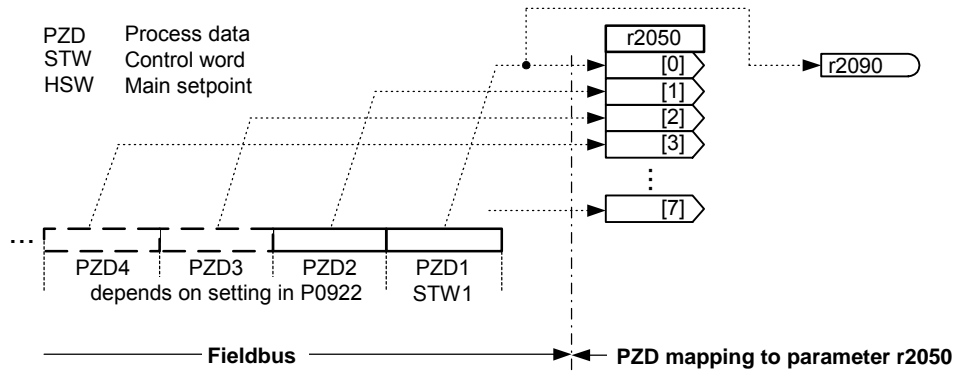 PZD Process data
STW Control word
HSW Main setpoint
r2050
[0]
r2090
[1]
[2]
[3]
⋮
[7]
...
PZD4 PZD3 PZD2 PZD1
depends on setting in P0922 STW1
Fieldbus PZD mapping to parameter r2050